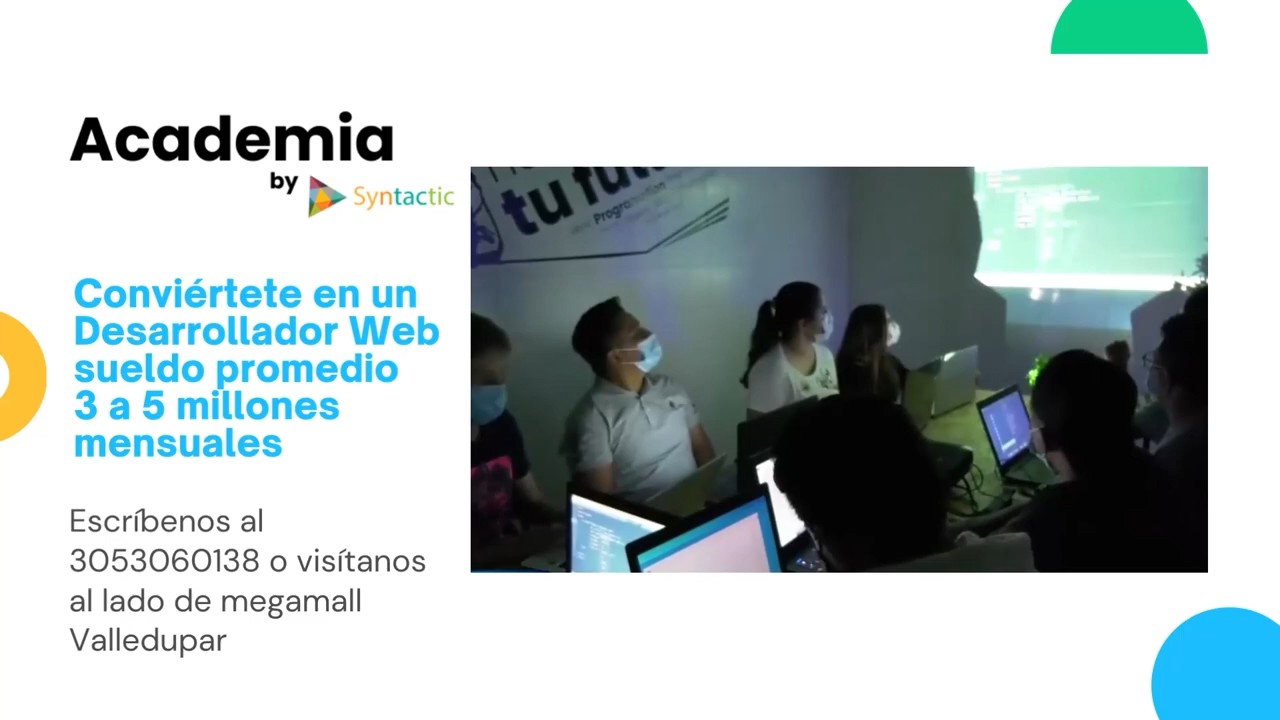 Academia
by Syntactic
Conviértete en un
Desarrollador Web
sueldo promedio
3 a 5 millones
mensuales
Escríbenos al
3053060138 o visítanos
al lado de megamall
Valledupar
tu
Programation